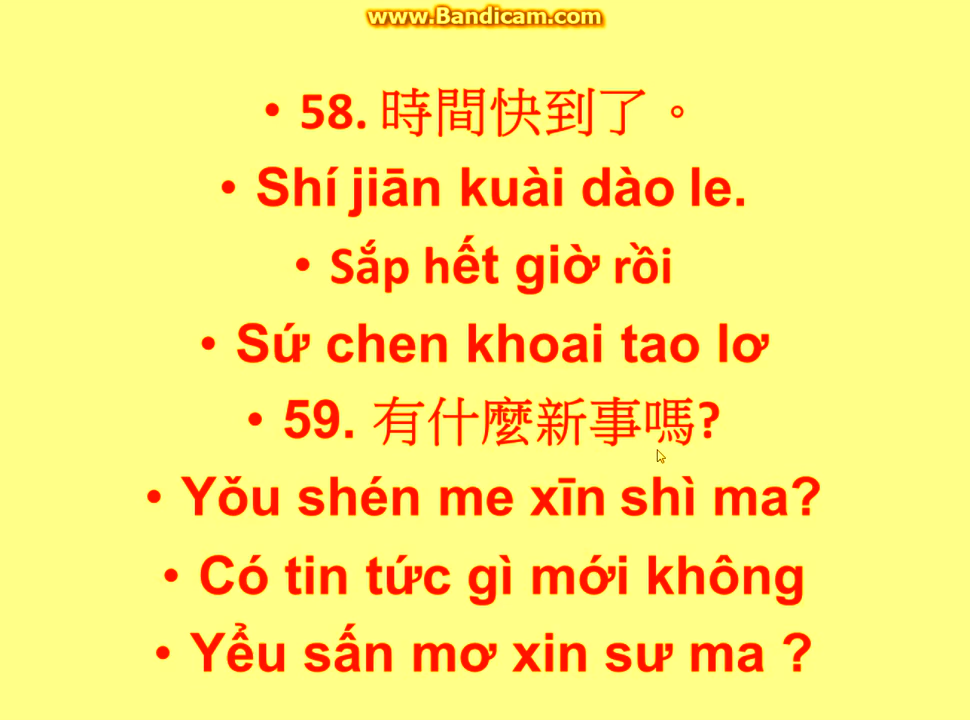 www.Bandicam.com
• 58. 時間快到了。
• Shí jiān kuài dào le.
• Sắp hết giờ rồi
• Sứ chen khoai tao lơ
• 59. 有什麼新事嗎?
• Yǒu shén me xīn shì ma?
• Có tin tức gì mới không
• Yểu sấn mơ xin sư ma ?